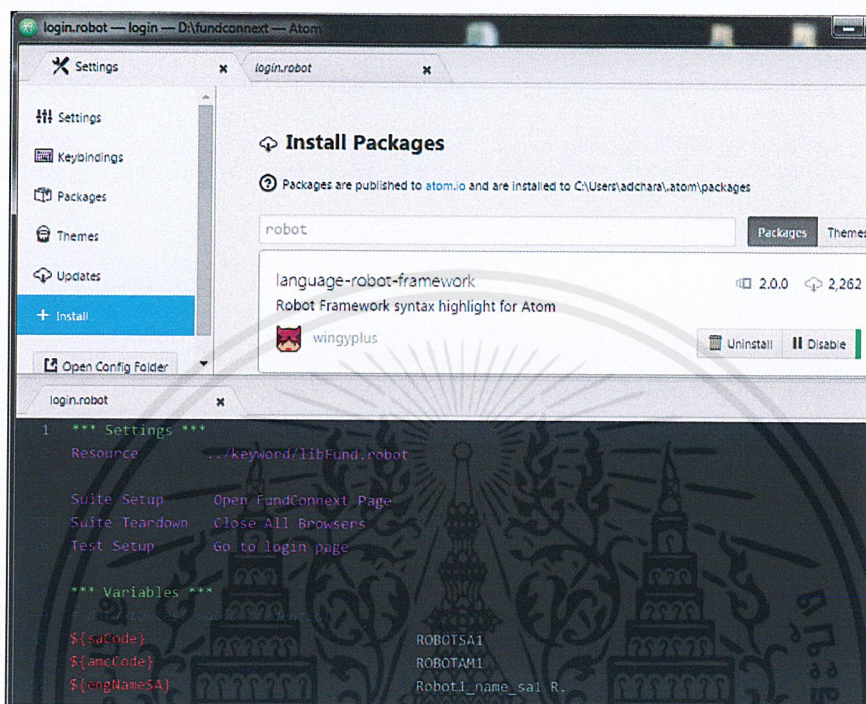 login.robot — login — D:\fundconnext — Atom
Settings
login.robot
Settings
Keybindings
Packages
Themes
Updates
Install
Open Config Folder
Install Packages
Packages are published to atom.io and are installed to C:\Users\adchara\.atom\packages
robot
Packages Themes
language-robot-framework 2.0.0 2,262
Robot Framework syntax highlight for Atom
wingyplus
Uninstall Disable
login.robot
1 *** Settings ***
Resource ../keyword/libFund.robot
Suite Setup Open FundConnext Page
Suite Teardown Close All Browsers
Test Setup Go to login page
*** Variables ***
${saCode} ROBOTSA1
${amcCode} ROBOTAM1
${engNameSA} Robot1_name_sa1 R.